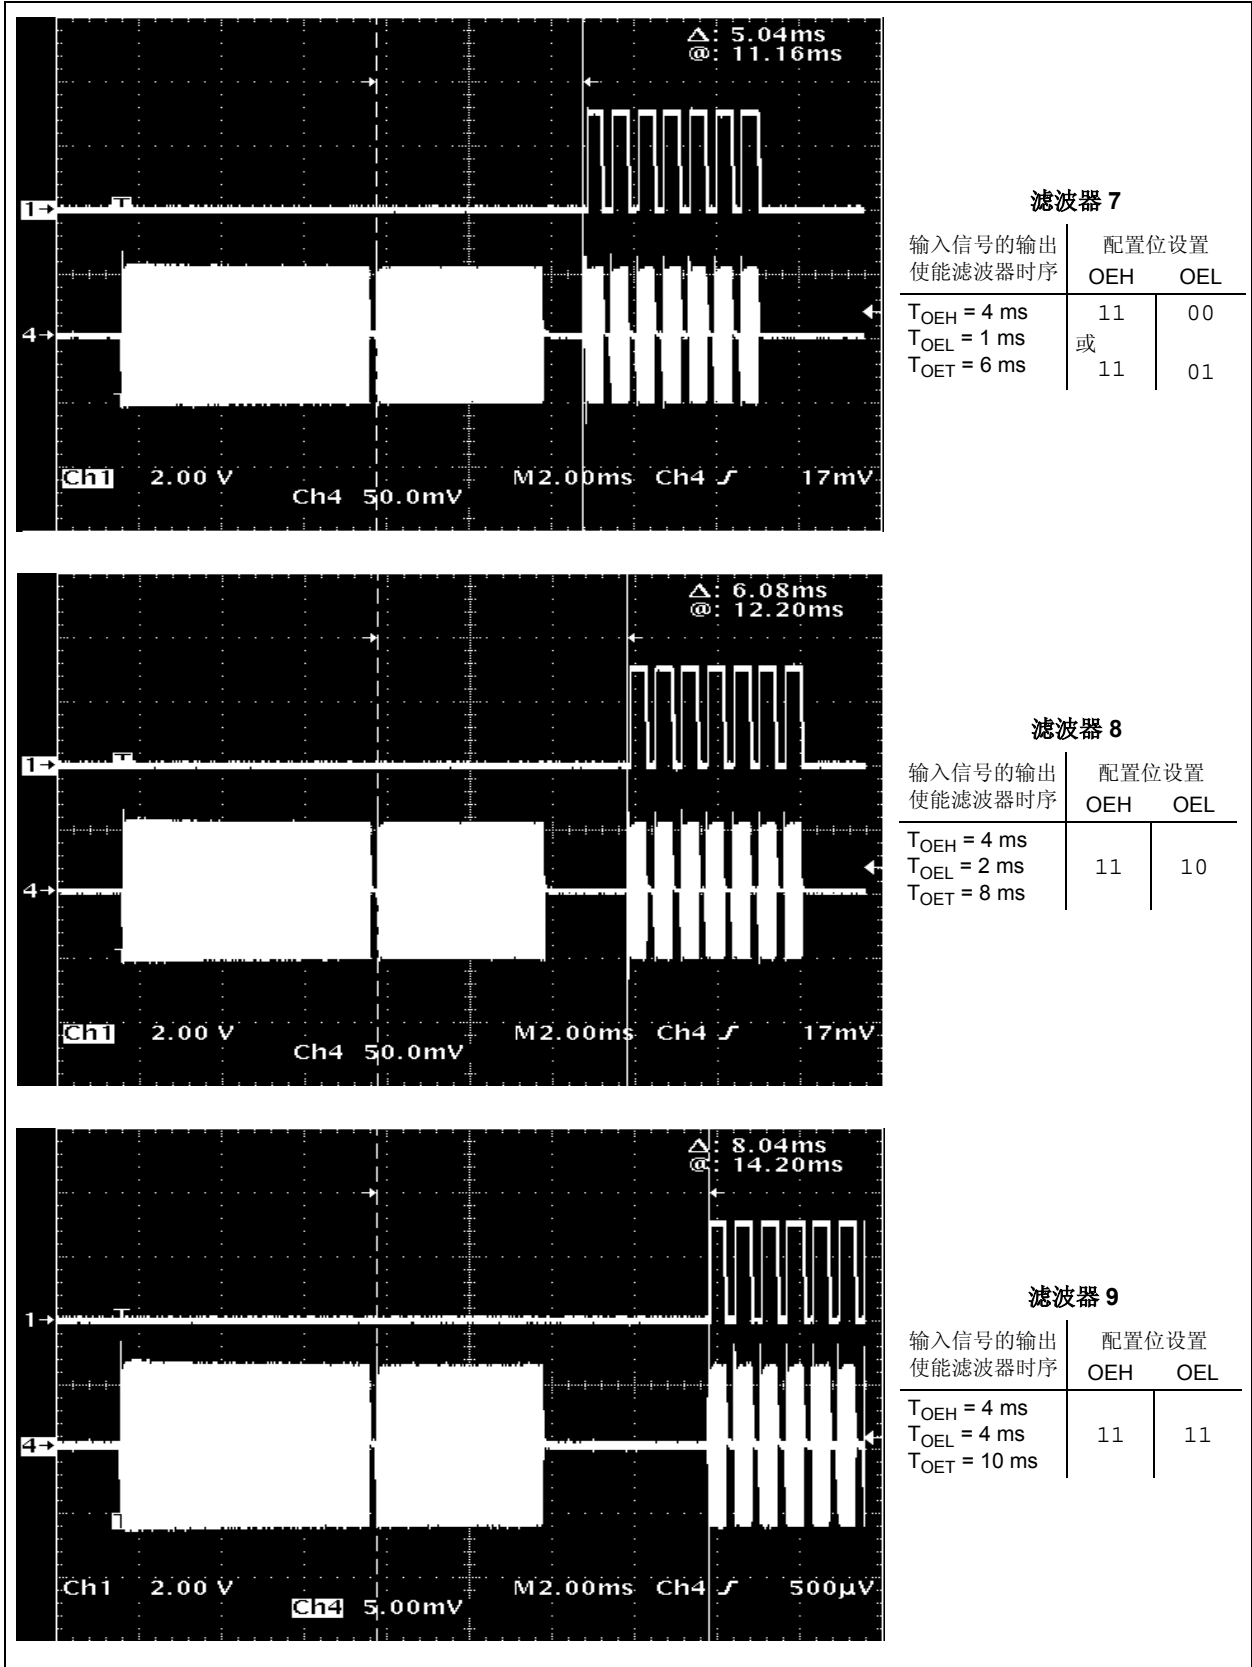 Δ: 5.04ms
@: 11.16ms
T
1→
4→
Ch1 2.00 V
Ch4 50.0mV
M2.00ms Ch4 17mV
滤波器 7
输入信号的输出
使能滤波器时序
配置位设置
OEH OEL
TOEH = 4 ms 11 00
TOEL = 1 ms 或
TOET = 6 ms 11 01
Δ: 6.08ms
@: 12.20ms
T
1→
4→
Ch1 2.00 V
Ch4 50.0mV
M2.00ms Ch4 17mV
滤波器 8
输入信号的输出
使能滤波器时序
配置位设置
OEH OEL
TOEH = 4 ms
TOEL = 2 ms 11 10
TOET = 8 ms
Δ: 8.04ms
@: 14.20ms
T
1→
4→
Ch1 2.00 V
Ch4 5.00mV
M2.00ms Ch4 500µV
滤波器 9
输入信号的输出
使能滤波器时序
配置位设置
OEH OEL
TOEH = 4 ms
TOEL = 4 ms 11 11
TOET = 10 ms